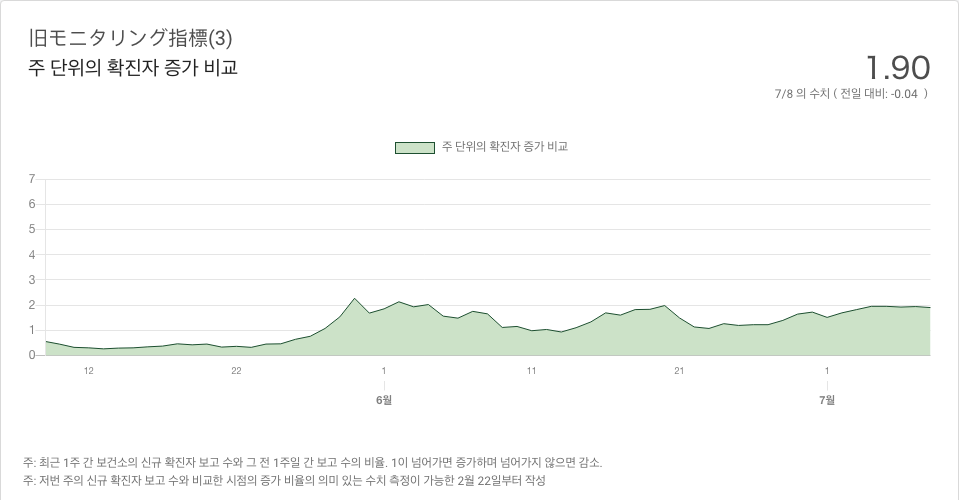 旧モニタリング指標(3)
주 단위의 확진자 증가 비교
1.90
7/8 의 수치 ( 전일 대비: -0.04 )
주 단위의 확진자 증가 비교
7
6
5
4
3
2
1
0
12 22 1 11 21 1
6월 7월
주: 최근 1주 간 보건소의 신규 확진자 보고 수와 그 전 1주일 간 보고 수의 비율. 1이 넘어가면 증가하며 넘어가지 않으면 감소.
주: 저번 주의 신규 확진자 보고 수와 비교한 시점의 증가 비율의 의미 있는 수치 측정이 가능한 2월 22일부터 작성